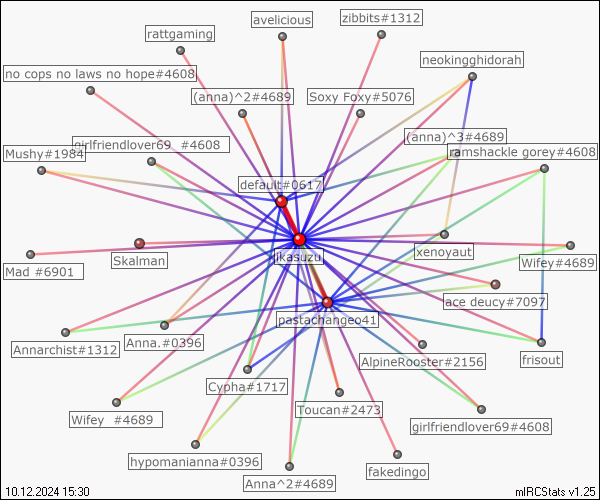 avelicious
zibbits#1312
rattgaming
neokingghidorah
no cops no laws no hope#4608
(anna)^2#4689
Soxy Foxy#5076
(anna)^3#4689
girlfriendlover69 #4608
Mushy#1984
ramshackle gorey#4608
default#0617
xenoyaut
jikasuzu
Skalman
Wifey#4689
Mad #6901
ace deucy#7097
pastachangeo41
Annarchist#1312
Anna.#0396
frisout
AlpineRooster#2156
Cypha#1717
Toucan#2473
Wifey #4689
girlfriendlover69#4608
hypomanianna#0396
fakedingo
Anna^2#4689
10.12.2024 15:30
mIRCStats v1.25